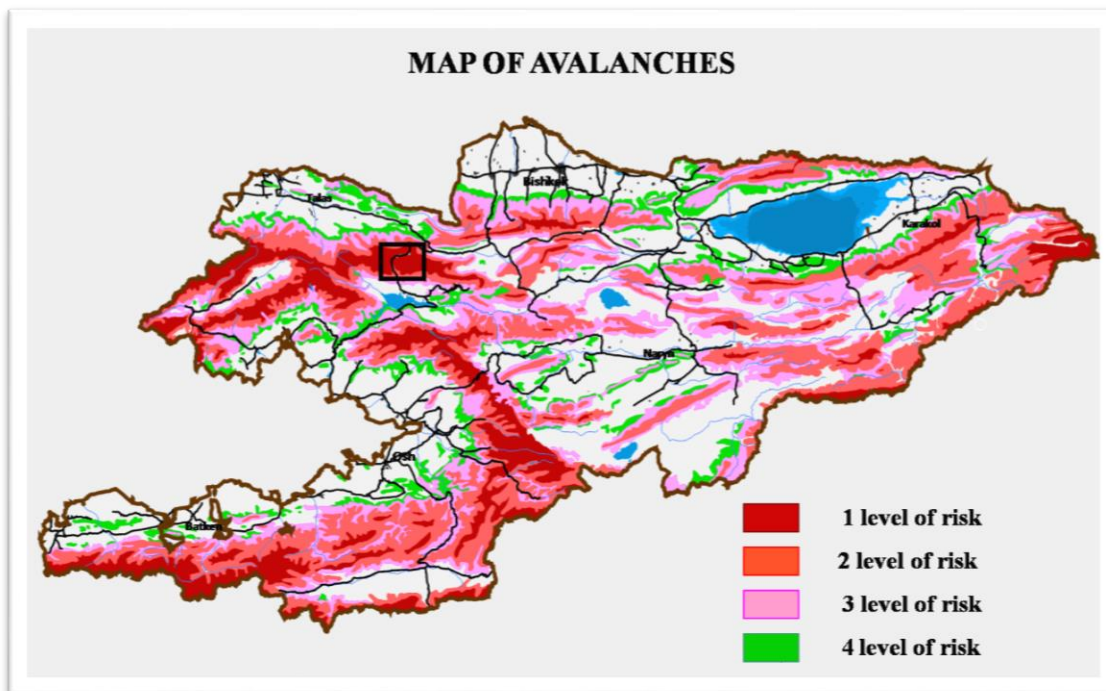 MAP OF AVALANCHES
Bishkek
Talas
Karakol
Naryn
Osh
Batken
1 level of risk
2 level of risk
3 level of risk
4 level of risk